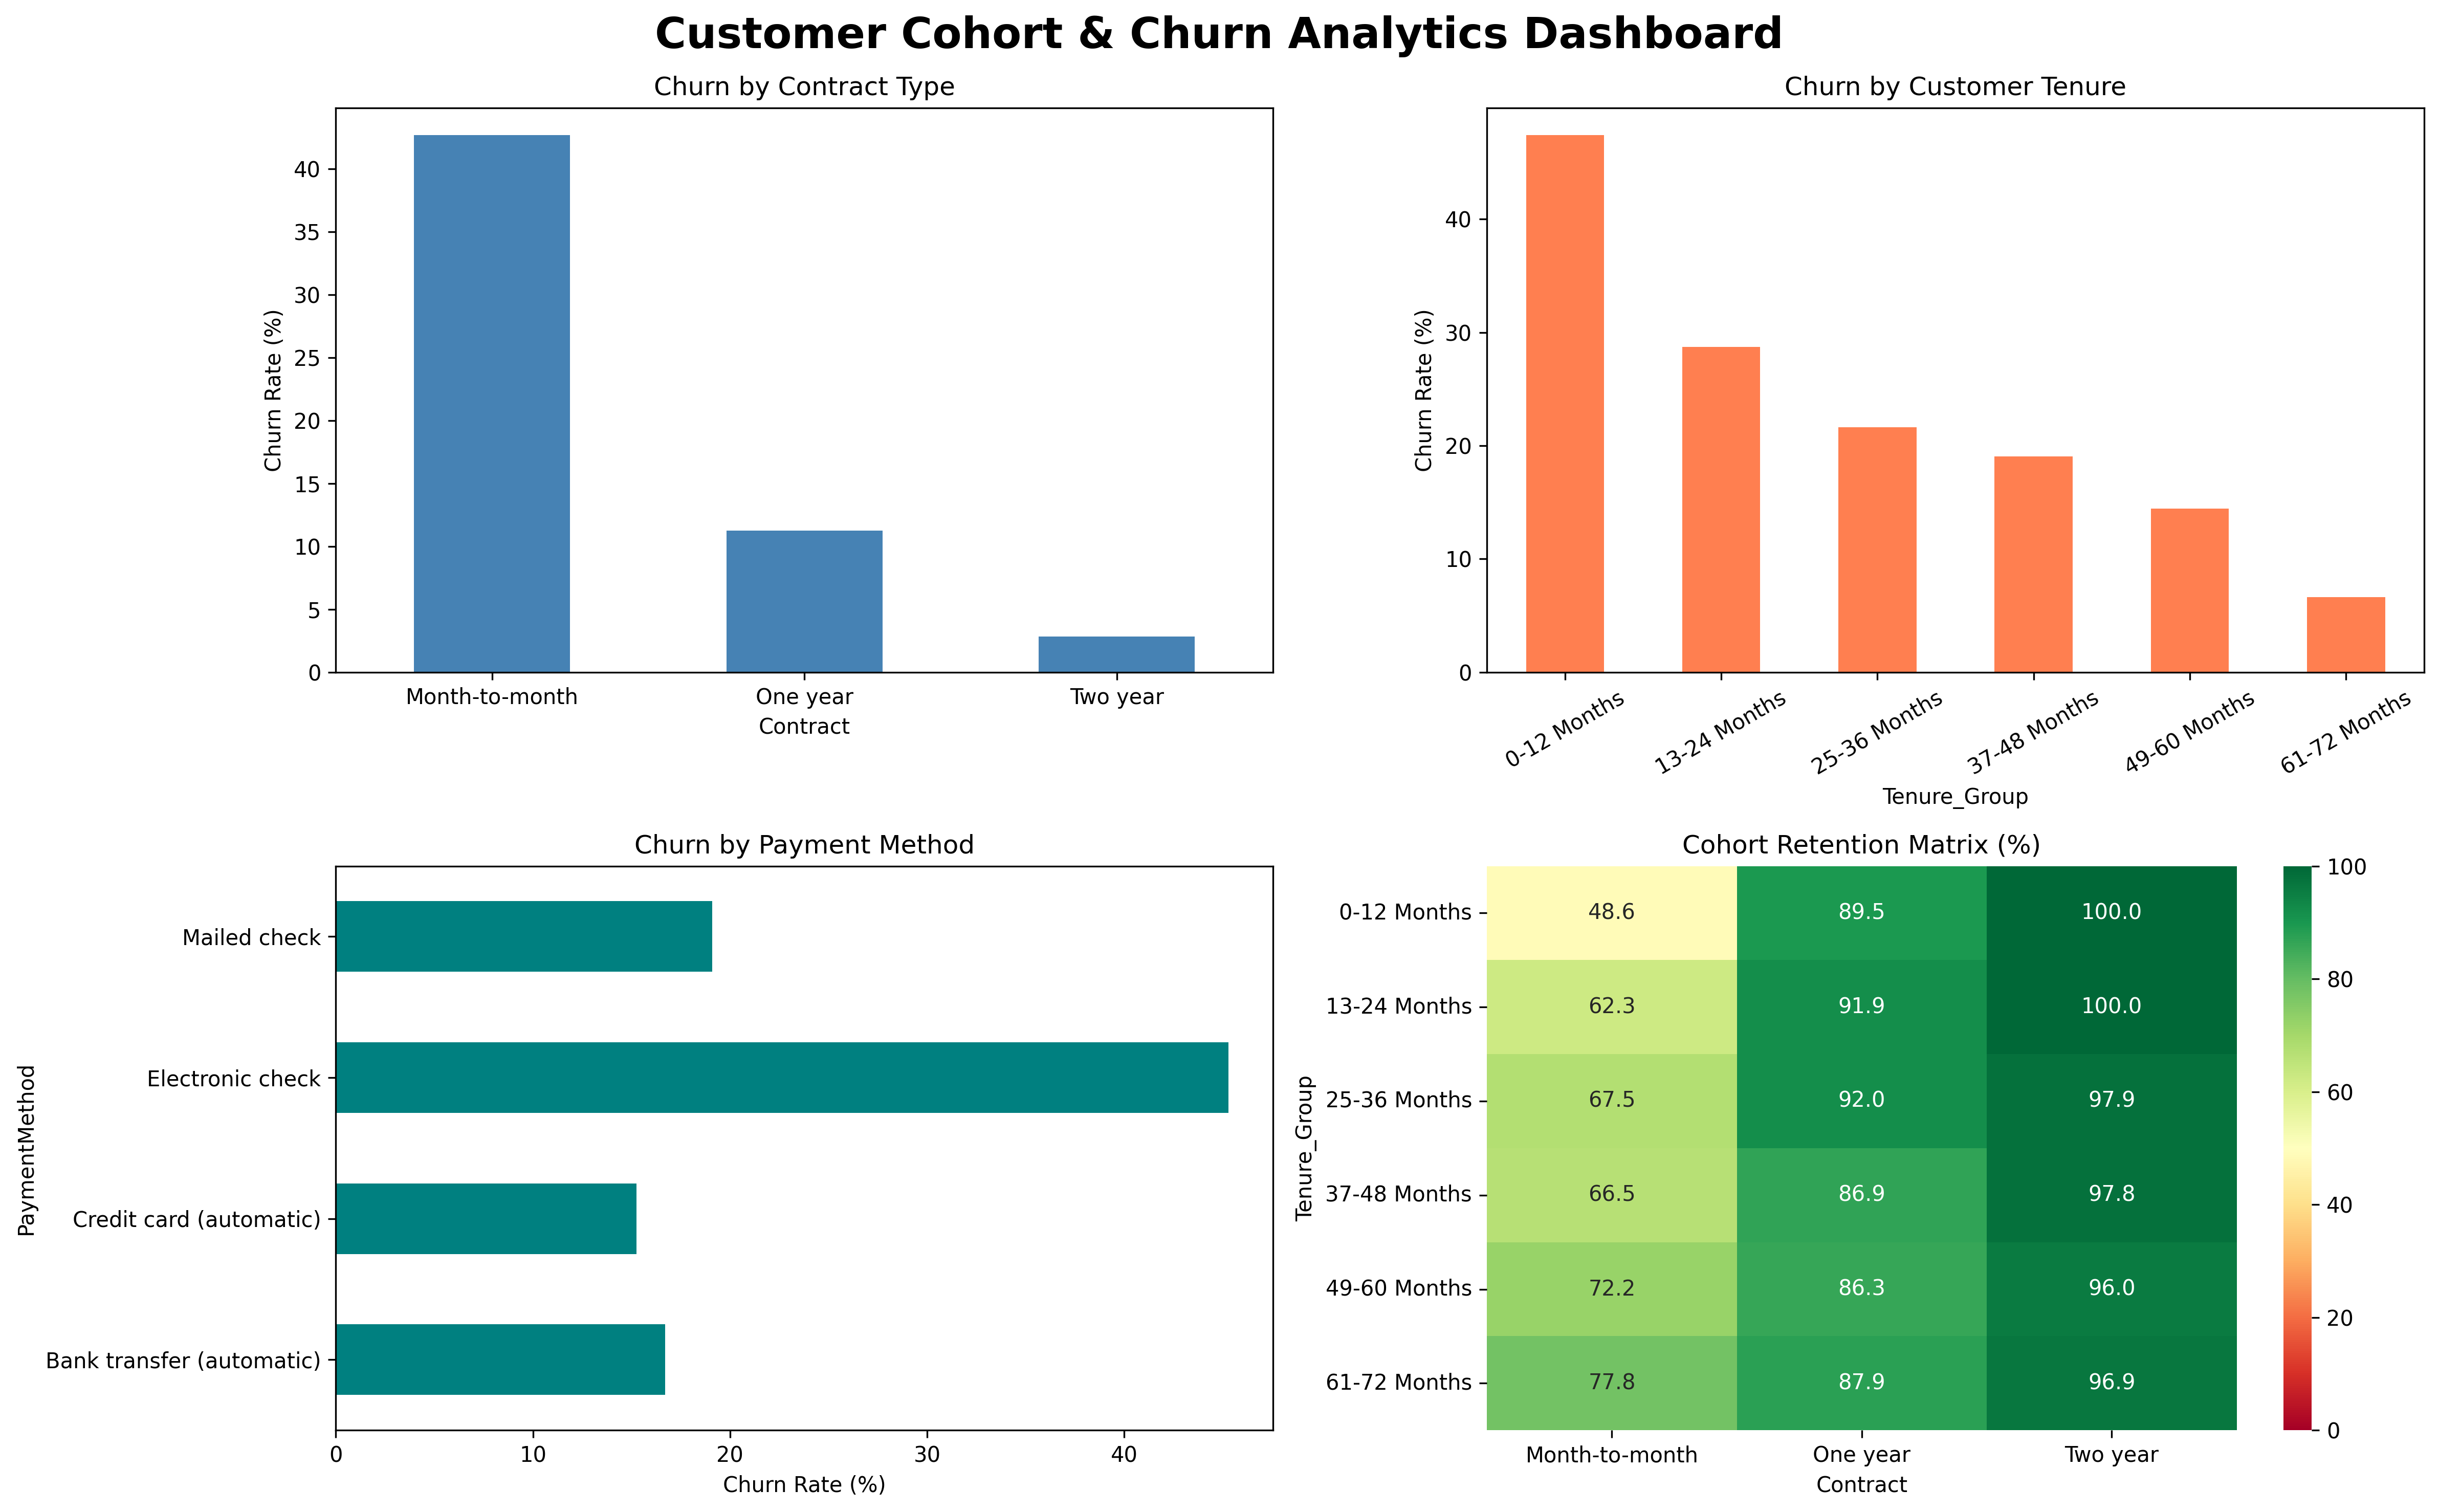 Customer Cohort & Churn Analytics Dashboard
Churn by Contract Type
Churn Rate (%)
40
35
30
25
20
15
10
5
0
Month-to-month One year Two year
Contract
Churn by Customer Tenure
Churn Rate (%)
40
30
20
10
0
0-12 Months 13-24 Months 25-36 Months 37-48 Months 49-60 Months 61-72 Months
Tenure_Group
Churn by Payment Method
PaymentMethod
Mailed check
Electronic check
Credit card (automatic)
Bank transfer (automatic)
0 10 20 30 40
Churn Rate (%)
Cohort Retention Matrix (%)
Tenure_Group
0-12 Months 48.6 89.5 100.0
13-24 Months 62.3 91.9 100.0
25-36 Months 67.5 92.0 97.9
37-48 Months 66.5 86.9 97.8
49-60 Months 72.2 86.3 96.0
61-72 Months 77.8 87.9 96.9
Month-to-month One year Two year
Contract
100
80
60
40
20
0